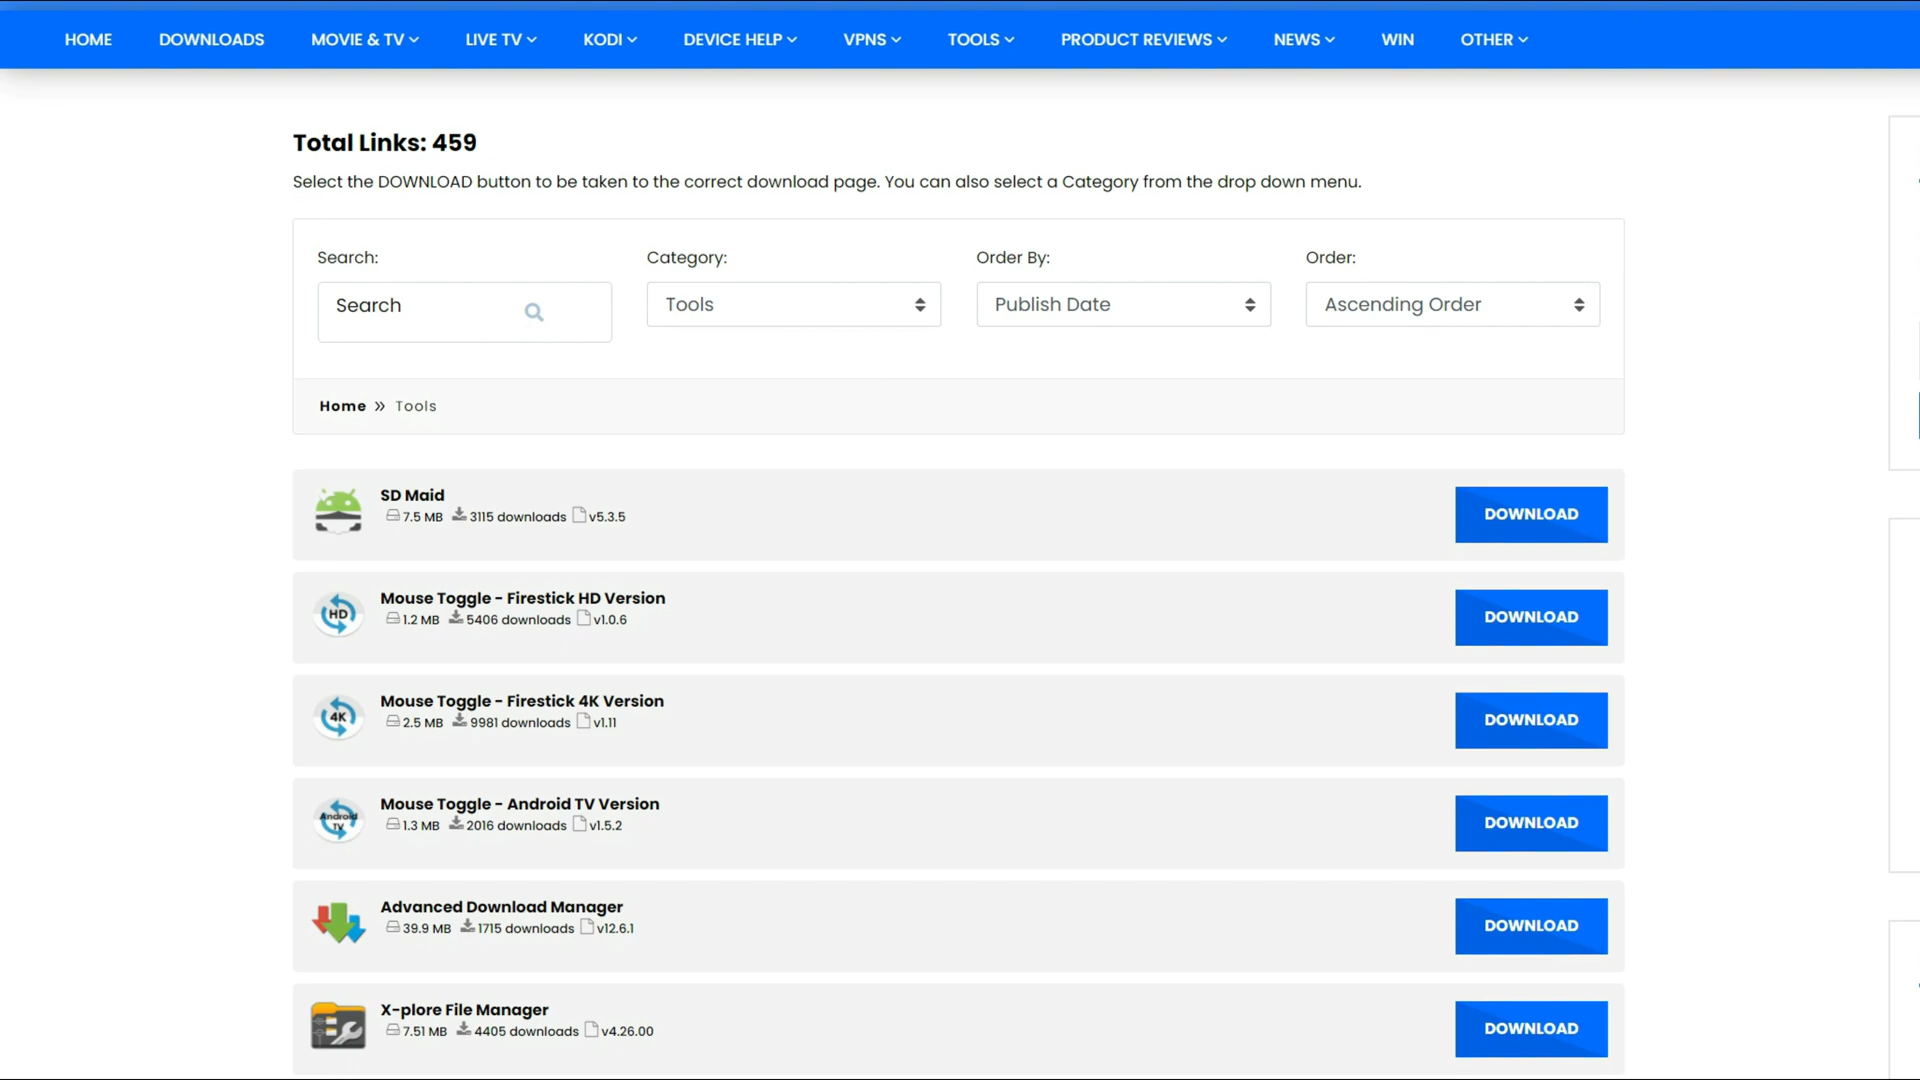 HOME DOWNLOADS MOVIE & TV LIVE TV KODI DEVICE HELP VPNS TOOLS PRODUCT REVIEWS NEWS WIN OTHER
Total Links: 459
Select the DOWNLOAD button to be taken to the correct download page. You can also select a Category from the drop down menu.
Search: Category: Order By: Order:
Search Tools Publish Date Ascending Order
Home » Tools
SD Maid
7.5 MB 3115 downloads v5.3.5
DOWNLOAD
HD
Mouse Toggle - Firestick HD Version
1.2 MB 5406 downloads v1.0.6
DOWNLOAD
4K
Mouse Toggle - Firestick 4K Version
2.5 MB 9981 downloads v1.11
DOWNLOAD
Android TV
Mouse Toggle - Android TV Version
1.3 MB 2016 downloads v1.5.2
DOWNLOAD
Advanced Download Manager
39.9 MB 1715 downloads v12.6.1
DOWNLOAD
X-plore File Manager
7.51 MB 4405 downloads v4.26.00
DOWNLOAD